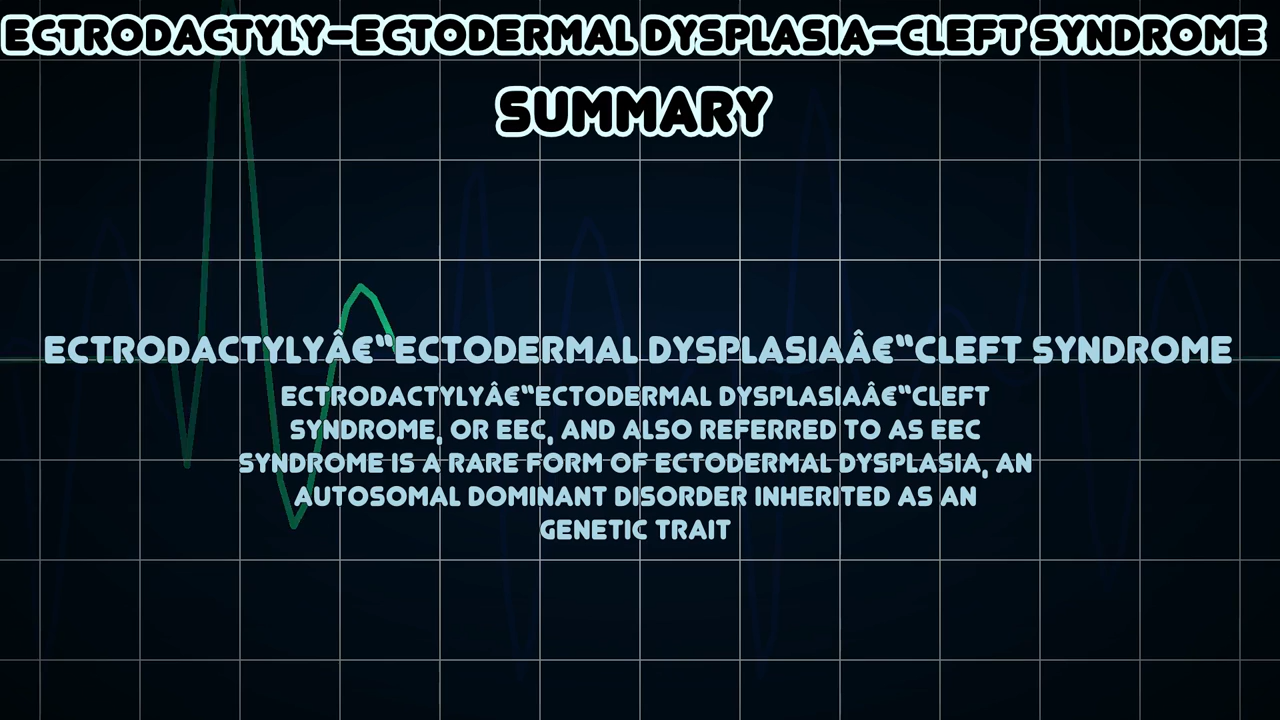 ECTRODACTYLY–ECTODERMAL DYSPLASIA–CLEFT SYNDROME
SUMMARY
ECTRODACTYLYÂ€“ECTODERMAL DYSPLASIAÂ€“CLEFT SYNDROME
ECTRODACTYLYÂ€“ECTODERMAL DYSPLASIAÂ€“CLEFT
SYNDROME, OR EEC, AND ALSO REFERRED TO AS EEC
SYNDROME IS A RARE FORM OF ECTODERMAL DYSPLASIA, AN
AUTOSOMAL DOMINANT DISORDER INHERITED AS AN
GENETIC TRAIT